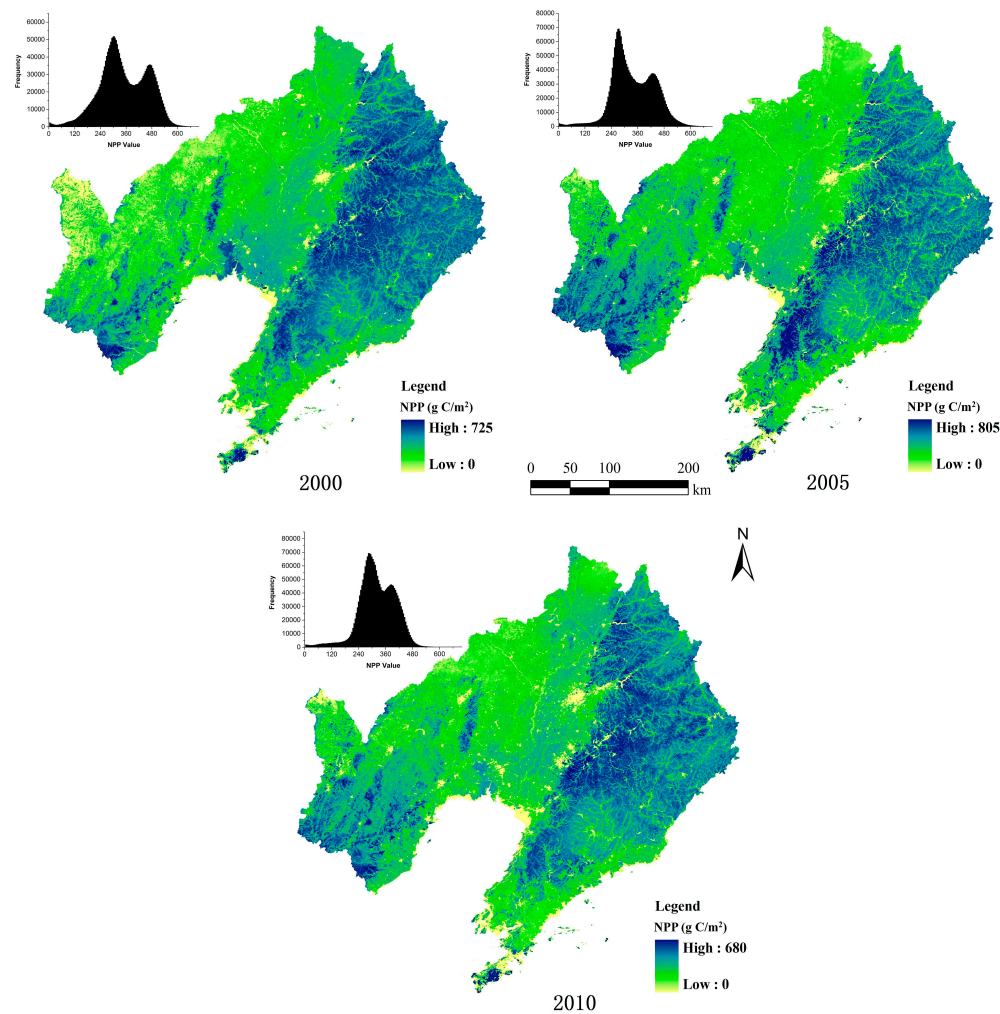 60000
50000
40000
30000
20000
10000
0
Frequency
0 120 240 360 480 600
NPP Value
Legend
NPP (g C/m²)
High : 725
Low : 0
2000
80000
70000
60000
50000
40000
30000
20000
10000
0
Frequency
0 120 240 360 480 600
NPP Value
Legend
NPP (g C/m²)
High : 805
Low : 0
2005
0 50 100 200
km
N
80000
70000
60000
50000
40000
30000
20000
10000
0
Frequency
0 120 240 360 480 600
NPP Value
Legend
NPP (g C/m²)
High : 680
Low : 0
2010